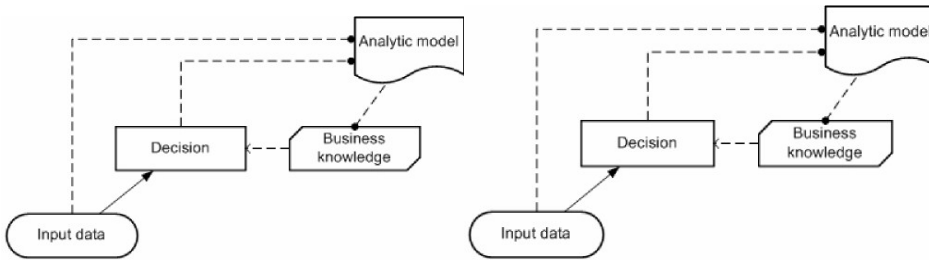 Analytic model
Analytic model
Decision
Business
knowledge
Decision
Business
knowledge
Input data
Input data